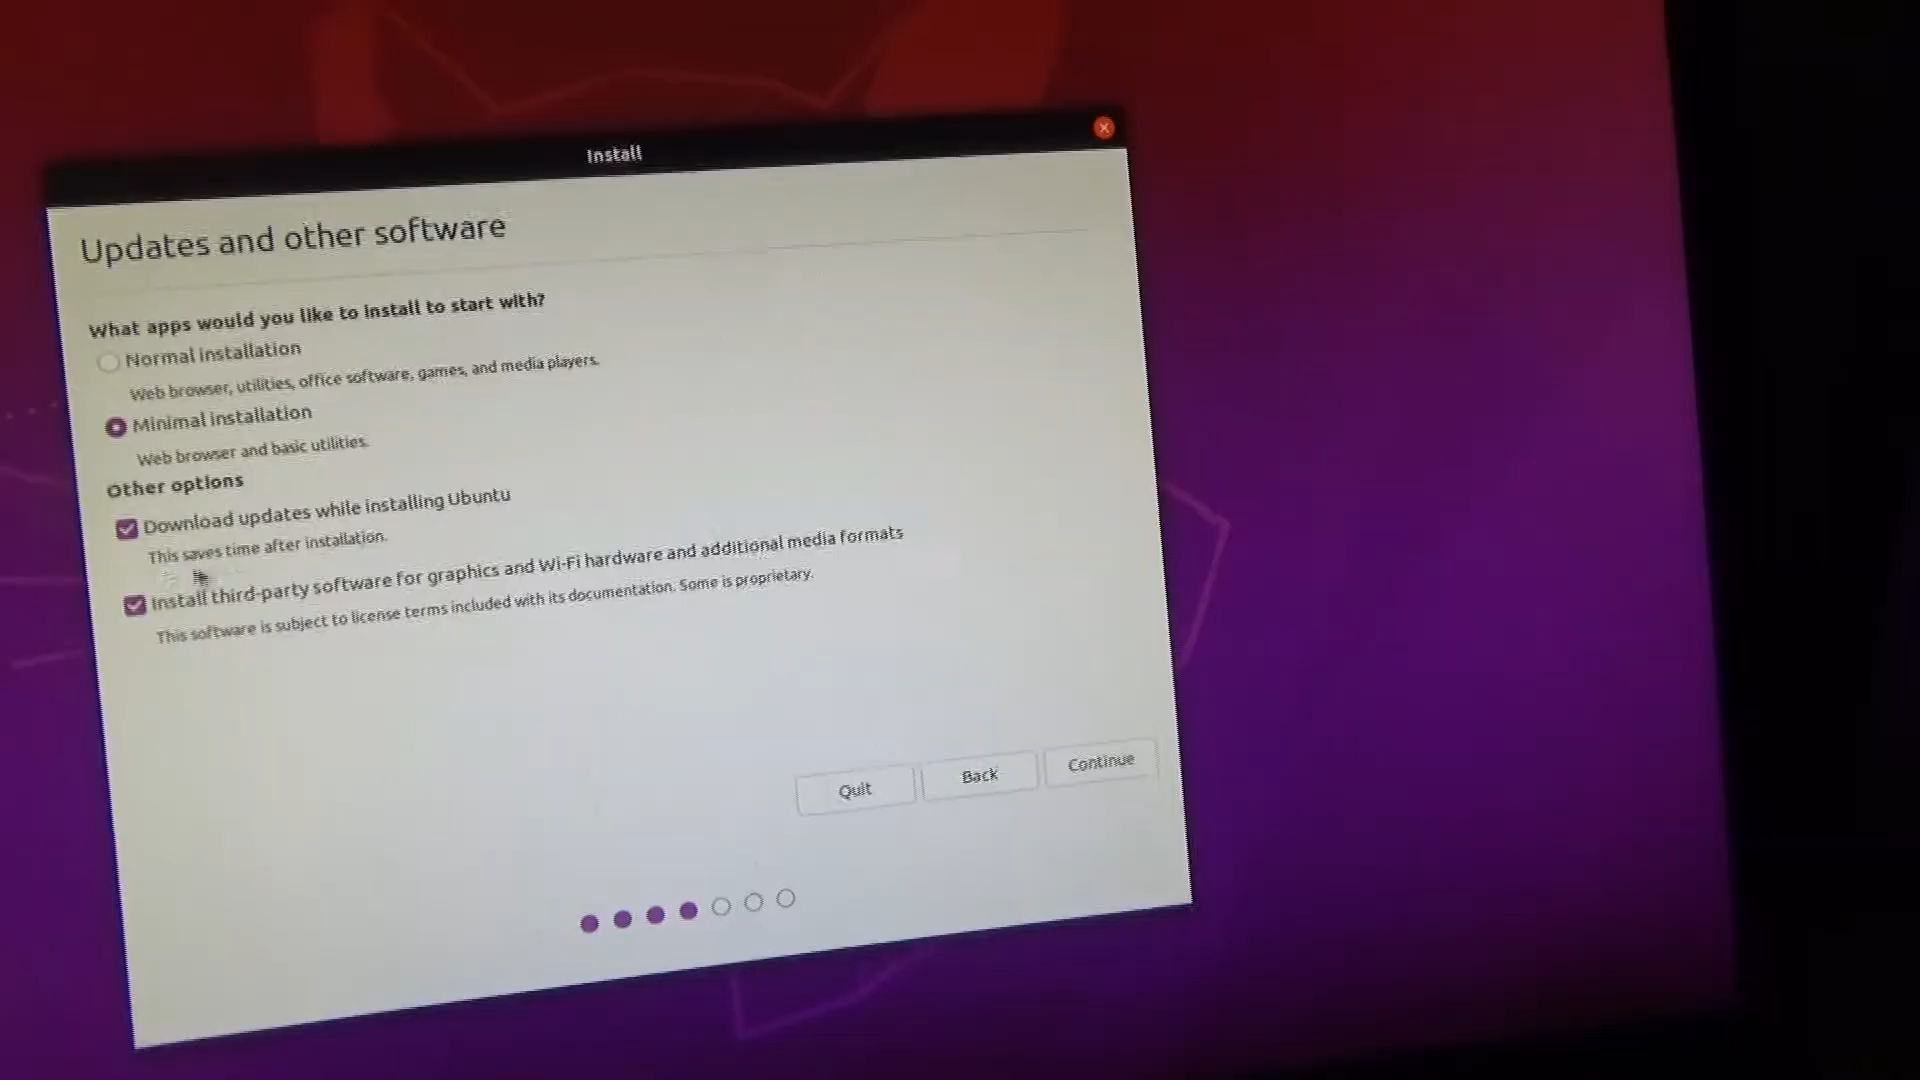 Install
Updates and other software
What apps would you like to install to start with?
Normal installation
Web browser, utilities, office software, games, and media players.
Minimal installation
Web browser and basic utilities.
Other options
Download updates while installing Ubuntu
This saves time after installation.
Install third-party software for graphics and Wi-Fi hardware and additional media formats
This software is subject to license terms included with its documentation. Some is proprietary.
Quit
Back
Continue